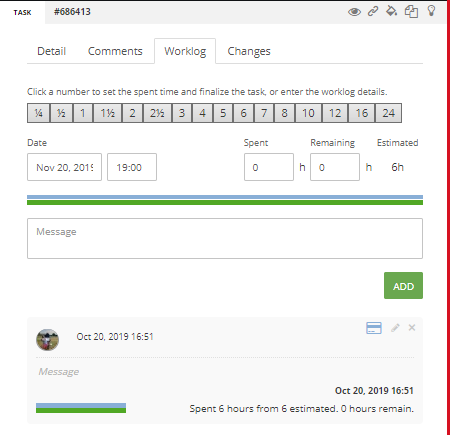 TASK #686413
Detail Comments Worklog Changes
Click a number to set the spent time and finalize the task, or enter the worklog details.
¼ ½ 1 1½ 2 2½ 3 4 5 6 7 8 10 12 16 24
Date Spent Remaining Estimated
Nov 20, 2019 19:00 0 h 0 h 6h
Message
ADD
Oct 20, 2019 16:51
Message
Oct 20, 2019 16:51
Spent 6 hours from 6 estimated. 0 hours remain.